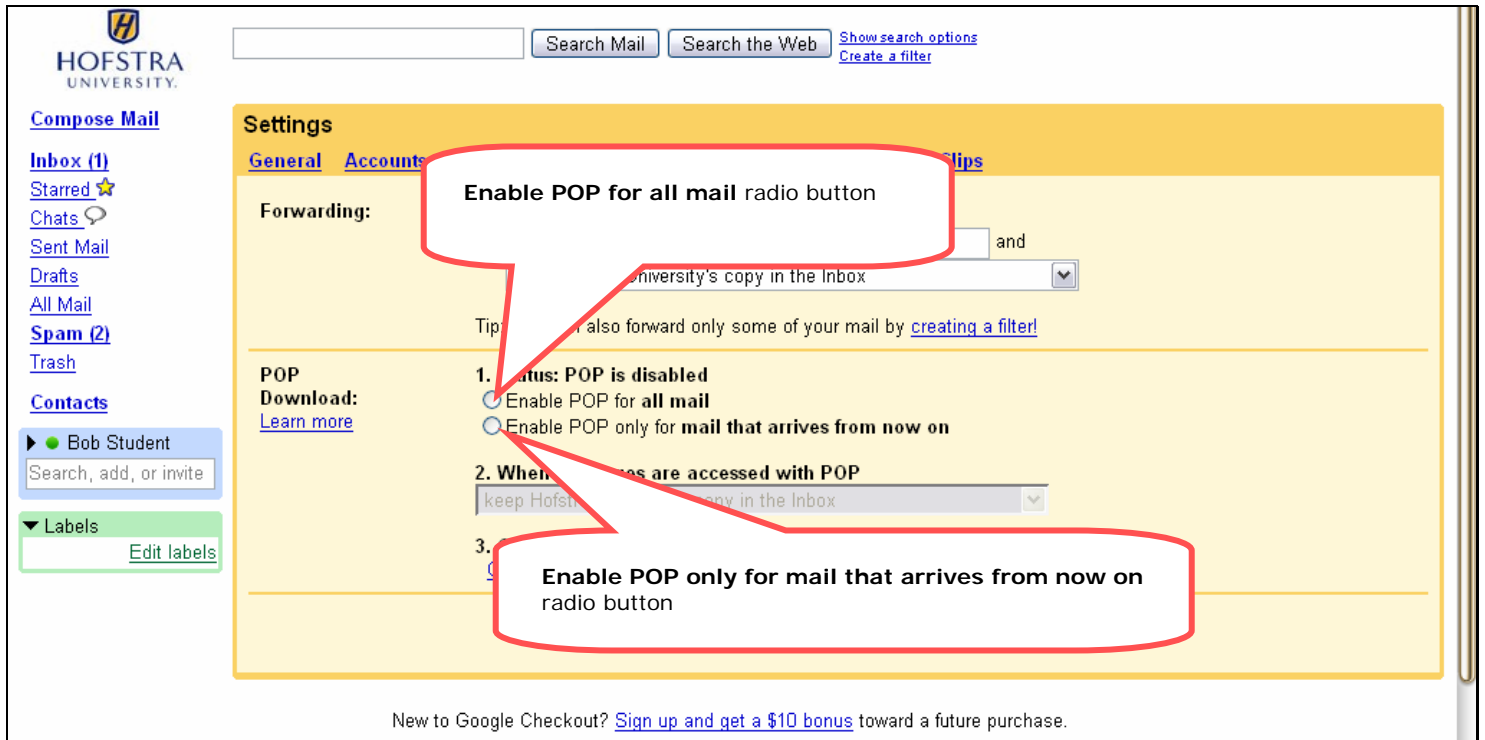 HOFSTRA
UNIVERSITY.
Search Mail Search the Web Show search options
Create a filter
Compose Mail
Inbox (1)
Starred
Chats
Sent Mail
Drafts
All Mail
Spam (2)
Trash
Contacts
Bob Student
Search, add, or invite
Labels
Edit labels
Settings
General Accounts Clips
Enable POP for all mail radio button
Forwarding:
and
University's copy in the Inbox
Tip: also forward only some of your mail by creating a filter!
POP
Download:
Learn more
1. Status: POP is disabled
Enable POP for all mail
Enable POP only for mail that arrives from now on
2. When are accessed with POP
keep copy in the Inbox
3.
Enable POP only for mail that arrives from now on
radio button
New to Google Checkout? Sign up and get a $10 bonus toward a future purchase.